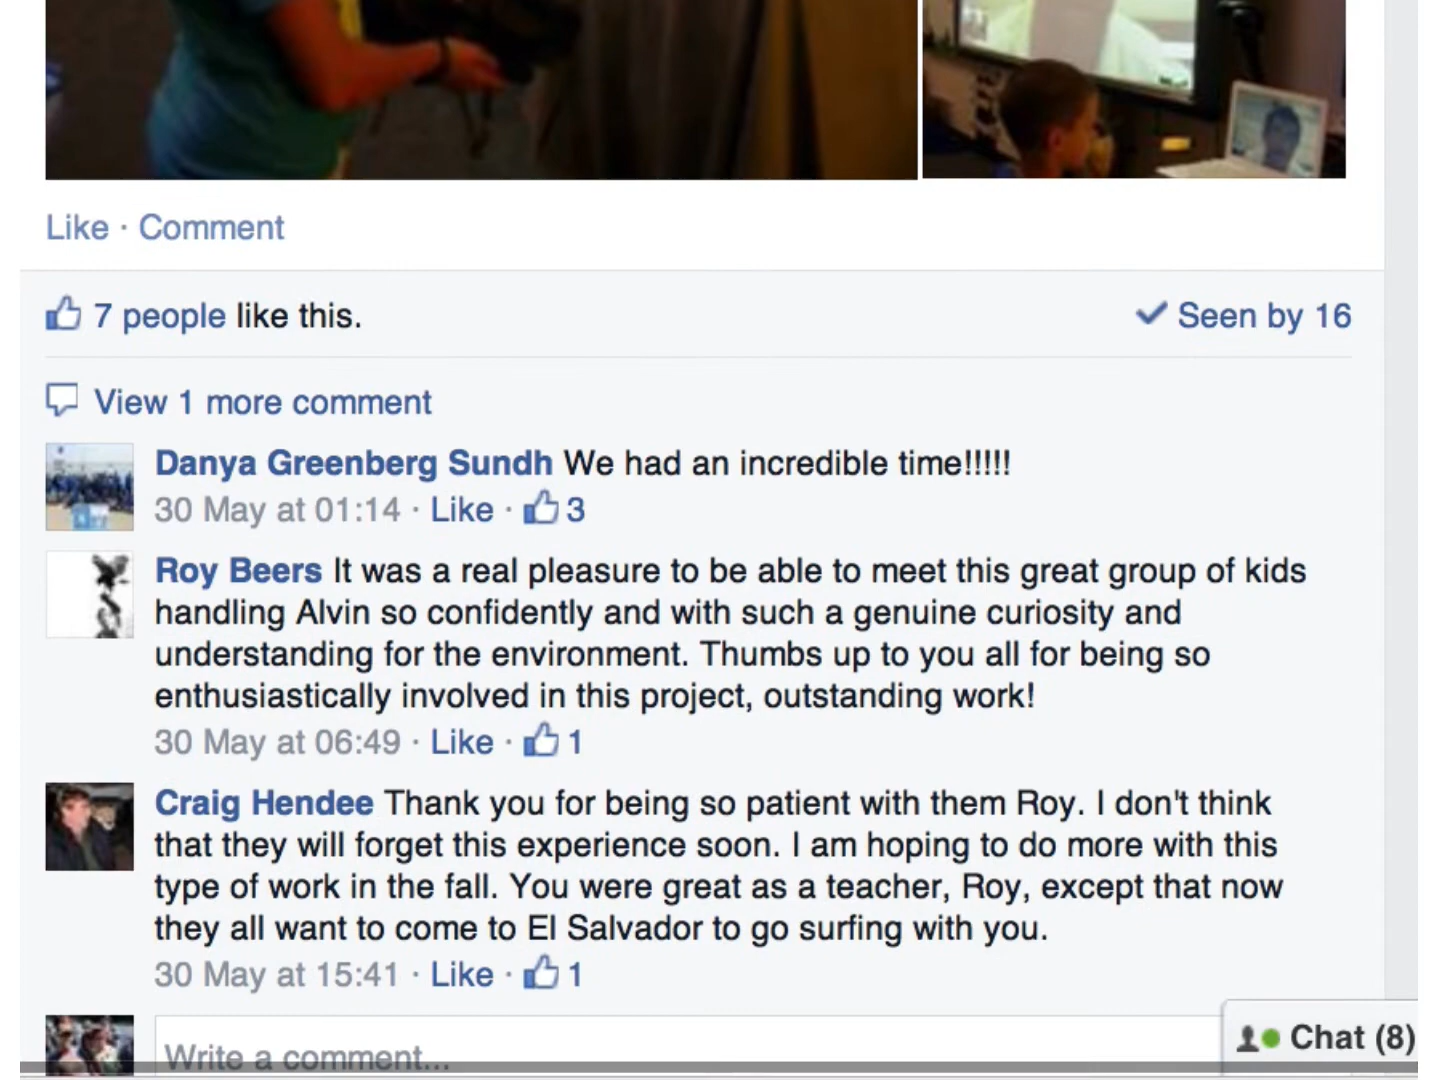 Like · Comment
7 people like this.
Seen by 16
View 1 more comment
Danya Greenberg Sundh We had an incredible time!!!!!
30 May at 01:14 · Like · 3
Roy Beers It was a real pleasure to be able to meet this great group of kids
handling Alvin so confidently and with such a genuine curiosity and
understanding for the environment. Thumbs up to you all for being so
enthusiastically involved in this project, outstanding work!
30 May at 06:49 · Like · 1
Craig Hendee Thank you for being so patient with them Roy. I don't think
that they will forget this experience soon. I am hoping to do more with this
type of work in the fall. You were great as a teacher, Roy, except that now
they all want to come to El Salvador to go surfing with you.
30 May at 15:41 · Like · 1
Write a comment...
Chat (8)